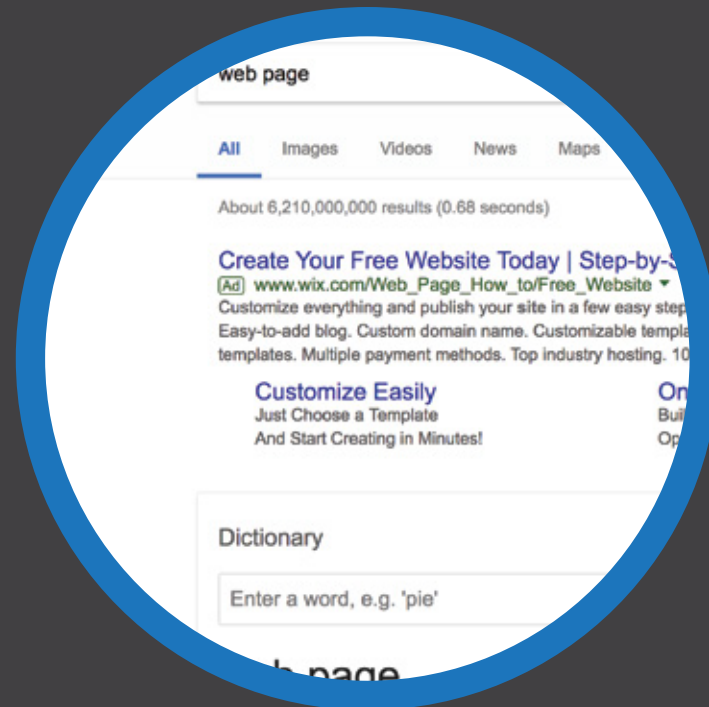 web page
All Images Videos News Maps
About 6,210,000,000 results (0.68 seconds)
Create Your Free Website Today | Step-by-S
Ad www.wix.com/Web_Page_How_to/Free_Website
Customize everything and publish your site in a few easy step
Easy-to-add blog. Custom domain name. Customizable templa
templates. Multiple payment methods. Top industry hosting. 10
Customize Easily On
Just Choose a Template Buil
And Start Creating in Minutes! Op
Dictionary
Enter a word, e.g. 'pie'
page